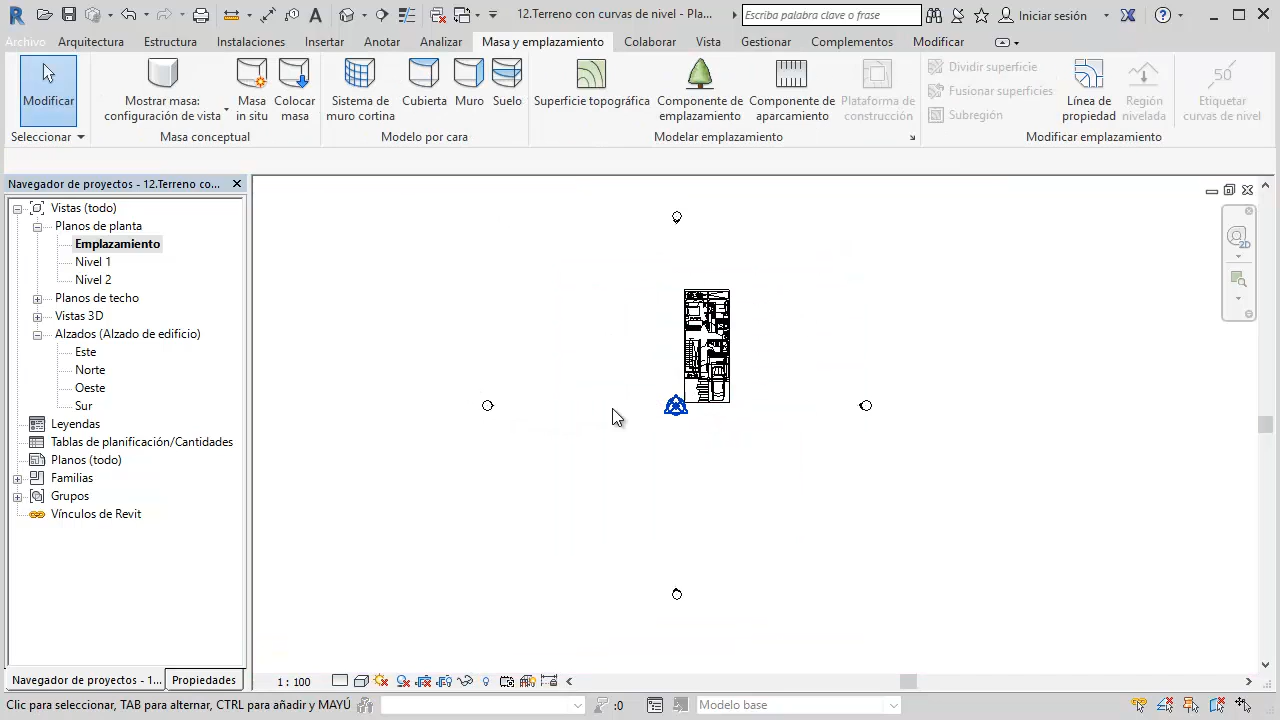 12.Terreno con curvas de nivel - Pla...
Escriba palabra clave o frase
Iniciar sesión
Archivo
Arquitectura
Estructura
Instalaciones
Insertar
Anotar
Analizar
Masa y emplazamiento
Colaborar
Vista
Gestionar
Complementos
Modificar
Modificar
Mostrar masa:
configuración de vista
Masa
in situ
Colocar
masa
Sistema de
muro cortina
Cubierta
Muro
Suelo
Superficie topográfica
Componente de
emplazamiento
Componente de
aparcamiento
Plataforma de
construcción
Dividir superficie
Fusionar superficies
Subregión
Línea de
propiedad
Región
nivelada
50
Etiquetar
curvas de nivel
Seleccionar
Masa conceptual
Modelo por cara
Modelar emplazamiento
Modificar emplazamiento
Navegador de proyectos - 12.Terreno co...
Vistas (todo)
Planos de planta
Emplazamiento
Nivel 1
Nivel 2
Planos de techo
Vistas 3D
Alzados (Alzado de edificio)
Este
Norte
Oeste
Sur
Leyendas
Tablas de planificación/Cantidades
Planos (todo)
Familias
Grupos
Vínculos de Revit
2D
Navegador de proyectos - 1...
Propiedades
1 : 100
Clic para seleccionar, TAB para alternar, CTRL para añadir y MAYÚ
:0
Modelo base